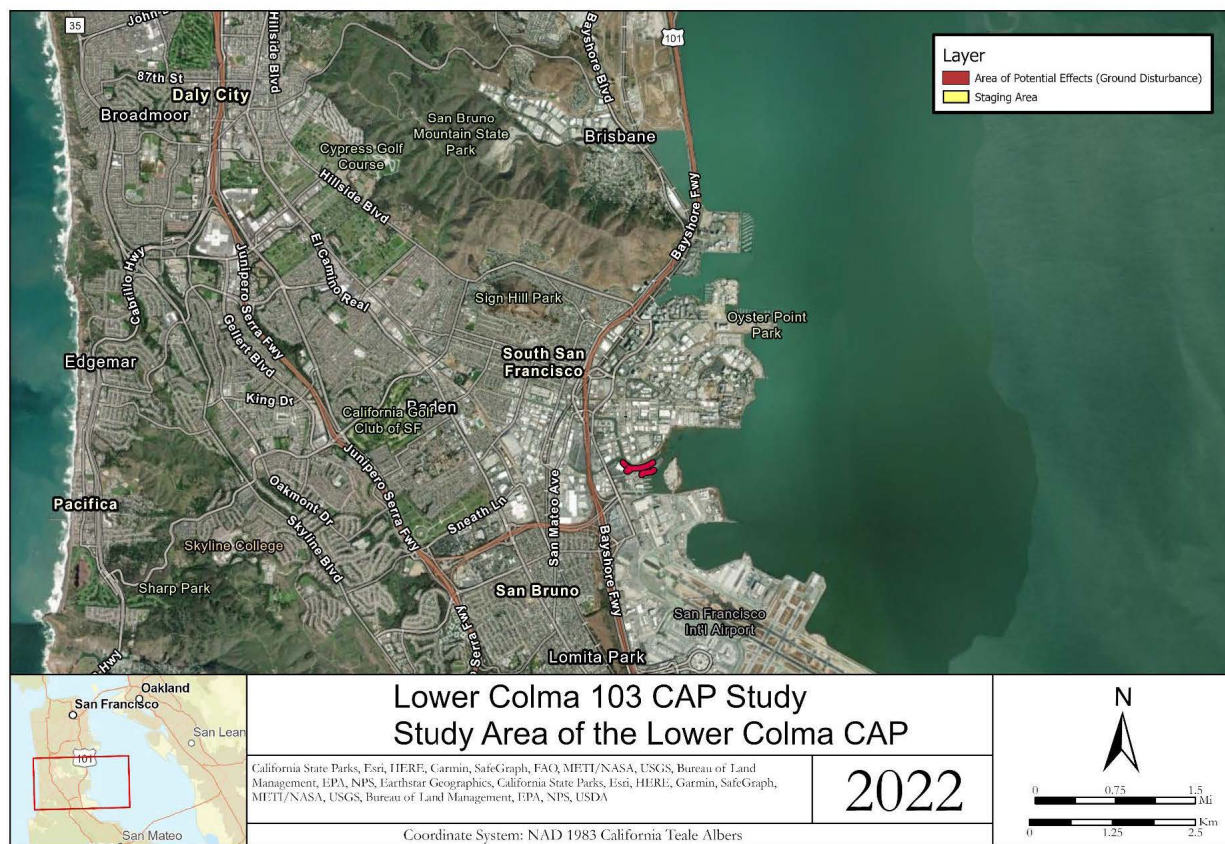 35
John D
Hillside Blvd
Bayshore Blvd
101
87th St
Daly City
Broadmoor
San Bruno
Mountain State
Park
Brisbane
Cypress Golf
Course
Hillside Blvd
Bayshore Fwy
Cabrillo Hwy
Junipero Serra Fwy
El Camino Real
Sign Hill Park
Oyster Point
Park
Gellert Blvd
Edgemar
South San
Francisco
King Dr
Baden
California Golf
Club of SF
Junipero Serra Fwy
Oakmont Dr
Sneath Ln
San Mateo Ave
Pacifica
Skyline Blvd
Skyline College
Bayshore Fwy
Sharp Park
San Bruno
San Francisco
Int'l Airport
Serra Fwy
Hwy
Lomita Park
Layer
Area of Potential Effects (Ground Disturbance)
Staging Area
Oakland
San Francisco
San Lean
101
San Mateo
Lower Colma 103 CAP Study
Study Area of the Lower Colma CAP
California State Parks, Esri, HERE, Garmin, SafeGraph, FAO, METI/NASA, USGS, Bureau of Land
Management, EPA, NPS, Earthstar Geographics, California State Parks, Esri, HERE, Garmin, SafeGraph,
METI/NASA, USGS, Bureau of Land Management, EPA, NPS, USDA
2022
Coordinate System: NAD 1983 California Teale Albers
N
0 0.75 1.5
Mi
Km
0 1.25 2.5